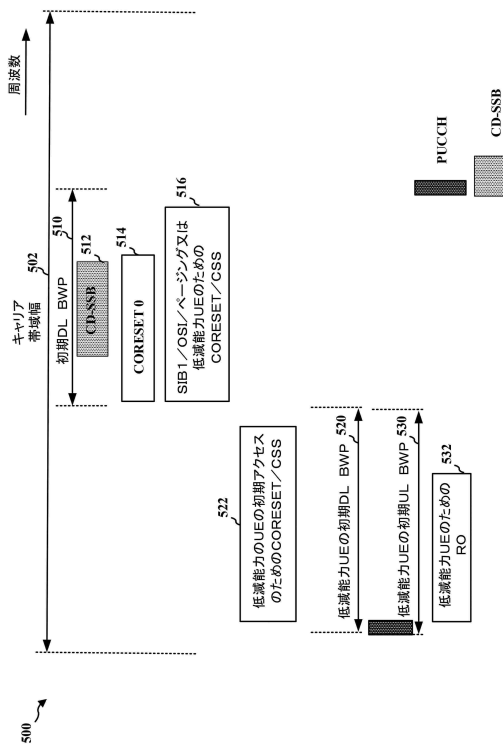 500
周波数
キャリア
帯域幅
502
初期DL BWP
510
CD-SSB
512
CORESET 0
514
SIB1/OSI/ページング又は
低減能力UEのための
CORESET/CSS
516
522
低減能力のUEの初期アクセス
のためのCORESET/CSS
低減能力UEの初期DL BWP
520
低減能力UEの初期UL BWP
530
低減能力UEのための
RO
532
PUCCH
CD-SSB